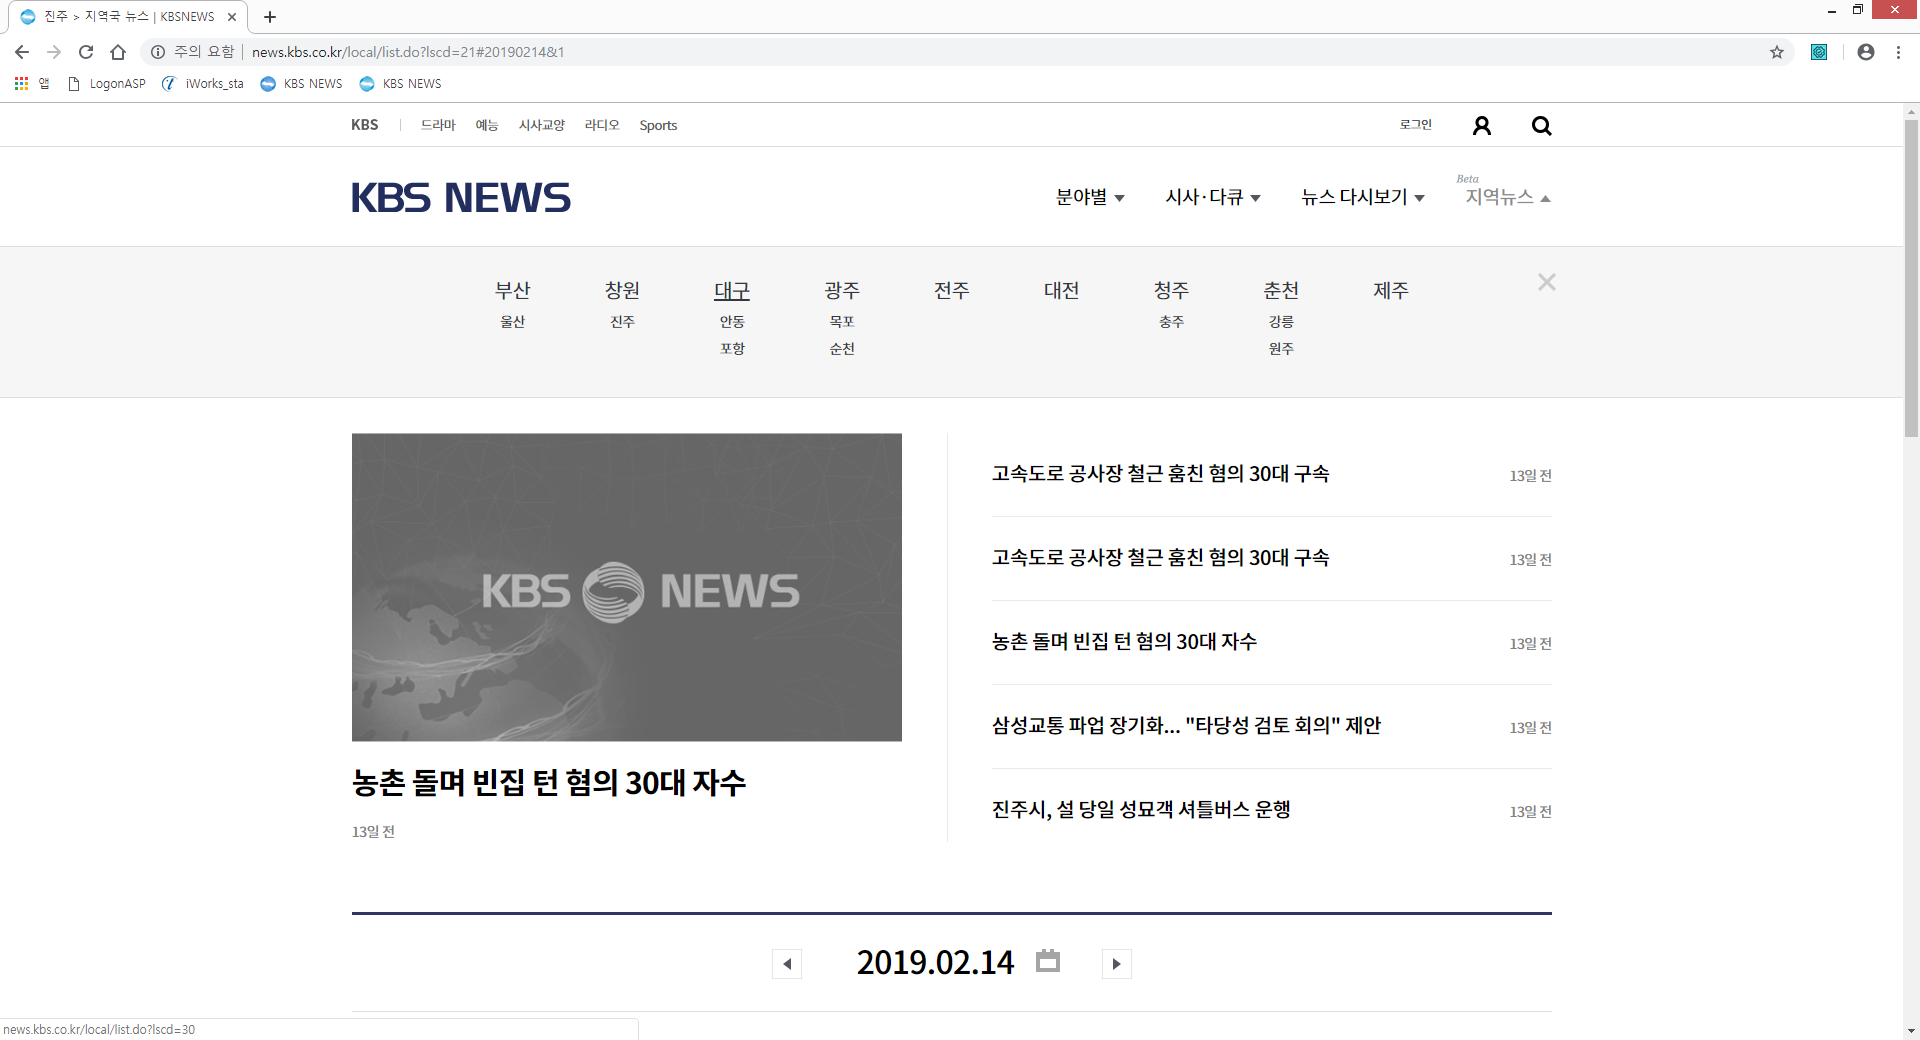 진주 > 지역국 뉴스 | KBSNEWS
주의 요함 | news.kbs.co.kr/local/list.do?lscd=21#20190214&1
앱 LogonASP iWorks_sta KBS NEWS KBS NEWS
KBS 드라마 예능 시사교양 라디오 Sports 로그인
Beta
KBS NEWS 분야별 시사·다큐 뉴스 다시보기 지역뉴스
부산 창원 대구 광주 전주 대전 청주 춘천 제주
울산 진주 안동 목포 충주 강릉
포항 순천 원주
KBS NEWS
농촌 돌며 빈집 턴 혐의 30대 자수
13일 전
고속도로 공사장 철근 훔친 혐의 30대 구속 13일 전
고속도로 공사장 철근 훔친 혐의 30대 구속 13일 전
농촌 돌며 빈집 턴 혐의 30대 자수 13일 전
삼성교통 파업 장기화... "타당성 검토 회의" 제안 13일 전
진주시, 설 당일 성묘객 셔틀버스 운행 13일 전
2019.02.14
news.kbs.co.kr/local/list.do?lscd=30